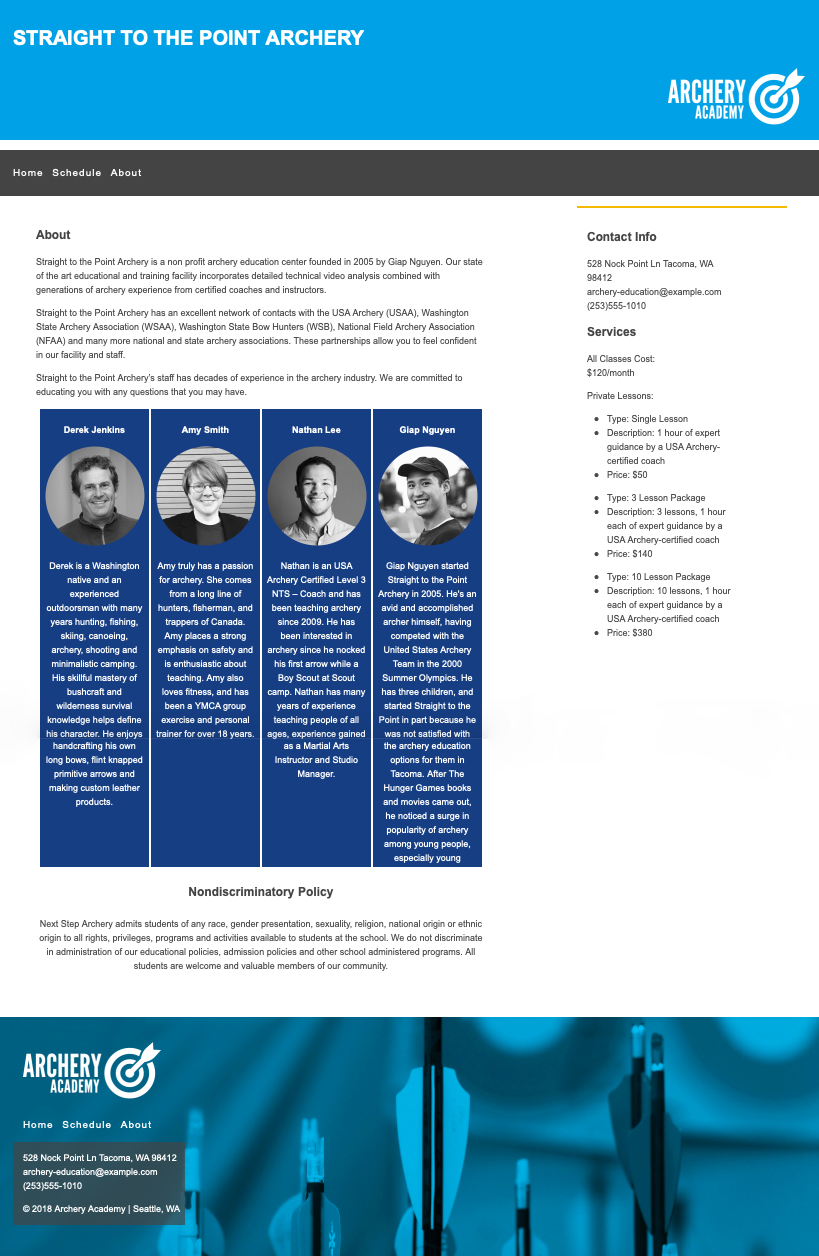 STRAIGHT TO THE POINT ARCHERY
ARCHERY
ACADEMY
Home Schedule About
About
Straight to the Point Archery is a non profit archery education center founded in 2005 by Giap Nguyen. Our state
of the art educational and training facility incorporates detailed technical video analysis combined with
generations of archery experience from certified coaches and instructors.
Straight to the Point Archery has an excellent network of contacts with the USA Archery (USAA), Washington
State Archery Association (WSAA), Washington State Bow Hunters (WSB), National Field Archery Association
(NFAA) and many more national and state archery associations. These partnerships allow you to feel confident
in our facility and staff.
Straight to the Point Archery's staff has decades of experience in the archery industry. We are committed to
educating you with any questions that you may have.
Derek Jenkins
Derek is a Washington
native and an
experienced
outdoorsman with many
years hunting, fishing,
skiing, canoeing,
archery, shooting and
minimalistic camping.
His skillful mastery of
bushcraft and
wilderness survival
knowledge helps define
his character. He enjoys
handcrafting his own
long bows, flint knapped
primitive arrows and
making custom leather
products.
Amy Smith
Amy truly has a passion
for archery. She comes
from a long line of
hunters, fisherman, and
trappers of Canada.
Amy places a strong
emphasis on safety and
is enthusiastic about
teaching. Amy also
loves fitness, and has
been a YMCA group
exercise and personal
trainer for over 18 years.
Nathan Lee
Nathan is an USA
Archery Certified Level 3
NTS – Coach and has
been teaching archery
since 2009. He has
been interested in
archery since he nocked
his first arrow while a
Boy Scout at Scout
camp. Nathan has many
years of experience
teaching people of all
ages, experience gained
as a Martial Arts
Instructor and Studio
Manager.
Giap Nguyen
Giap Nguyen started
Straight to the Point
Archery in 2005. He's an
avid and accomplished
archer himself, having
competed with the
United States Archery
Team in the 2000
Summer Olympics. He
has three children, and
started Straight to the
Point in part because he
was not satisfied with
the archery education
options for them in
Tacoma. After The
Hunger Games books
and movies came out,
he noticed a surge in
popularity of archery
among young people,
especially young
Nondiscriminatory Policy
Next Step Archery admits students of any race, gender presentation, sexuality, religion, national origin or ethnic
origin to all rights, privileges, programs and activities available to students at the school. We do not discriminate
in administration of our educational policies, admission policies and other school administered programs. All
students are welcome and valuable members of our community.
Contact Info
528 Nock Point Ln Tacoma, WA
98412
archery-education@example.com
(253)555-1010
Services
All Classes Cost:
$120/month
Private Lessons:
● Type: Single Lesson
● Description: 1 hour of expert
guidance by a USA Archery-
certified coach
● Price: $50
● Type: 3 Lesson Package
● Description: 3 lessons, 1 hour
each of expert guidance by a
USA Archery-certified coach
● Price: $140
● Type: 10 Lesson Package
● Description: 10 lessons, 1 hour
each of expert guidance by a
USA Archery-certified coach
● Price: $380
ARCHERY
ACADEMY
Home Schedule About
528 Nock Point Ln Tacoma, WA 98412
archery-education@example.com
(253)555-1010
© 2018 Archery Academy | Seattle, WA